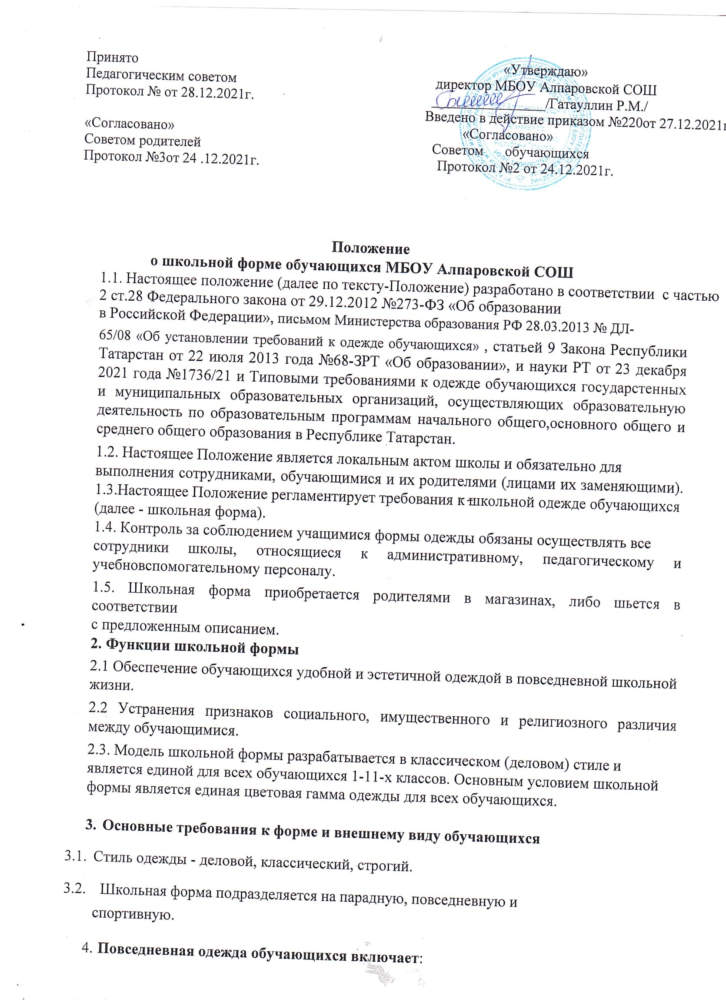 Принято
Педагогическим советом
Протокол № от 28.12.2021г.
«Согласовано»
Советом родителей
Протокол №3от 24 .12.2021г.
«Утверждаю»
директор МБОУ Алпаровской СОШ
/Гатауллин Р.М./
Введено в действие приказом №220от 27.12.2021г
«Согласовано»
Советом обучающихся
Протокол №2 от 24.12.2021г.
Положение
о школьной форме обучающихся МБОУ Алпаровской СОШ
1.1. Настоящее положение (далее по тексту-Положение) разработано в соответствии с частью
2 ст.28 Федерального закона от 29.12.2012 №273-ФЗ «Об образовании
в Российской Федерации», письмом Министерства образования РФ 28.03.2013 № ДЛ-
65/08 «Об установлении требований к одежде обучающихся» , статьей 9 Закона Республики
Татарстан от 22 июля 2013 года №68-ЗРТ «Об образовании», и науки РТ от 23 декабря
2021 года №1736/21 и Типовыми требованиями к одежде обучающихся государстенных
и муниципальных образовательных организаций, осуществляющих образовательную
деятельность по образовательным программам начального общего,основного общего и
среднего общего образования в Республике Татарстан.
1.2. Настоящее Положение является локальным актом школы и обязательно для
выполнения сотрудниками, обучающимися и их родителями (лицами их заменяющими).
1.3.Настоящее Положение регламентирует требования к школьной одежде обучающихся
(далее - школьная форма).
1.4. Контроль за соблюдением учащимися формы одежды обязаны осуществлять все
сотрудники школы, относящиеся к административному, педагогическому и
учебновспомогательному персоналу.
1.5. Школьная форма приобретается родителями в магазинах, либо шьется в
соответствии
с предложенным описанием.
2. Функции школьной формы
2.1 Обеспечение обучающихся удобной и эстетичной одеждой в повседневной школьной
жизни.
2.2 Устранения признаков социального, имущественного и религиозного различия
между обучающимися.
2.3. Модель школьной формы разрабатывается в классическом (деловом) стиле и
является единой для всех обучающихся 1-11-х классов. Основным условием школьной
формы является единая цветовая гамма одежды для всех обучающихся.
3. Основные требования к форме и внешнему виду обучающихся
3.1. Стиль одежды - деловой, классический, строгий.
3.2. Школьная форма подразделяется на парадную, повседневную и
спортивную.
4. Повседневная одежда обучающихся включает: